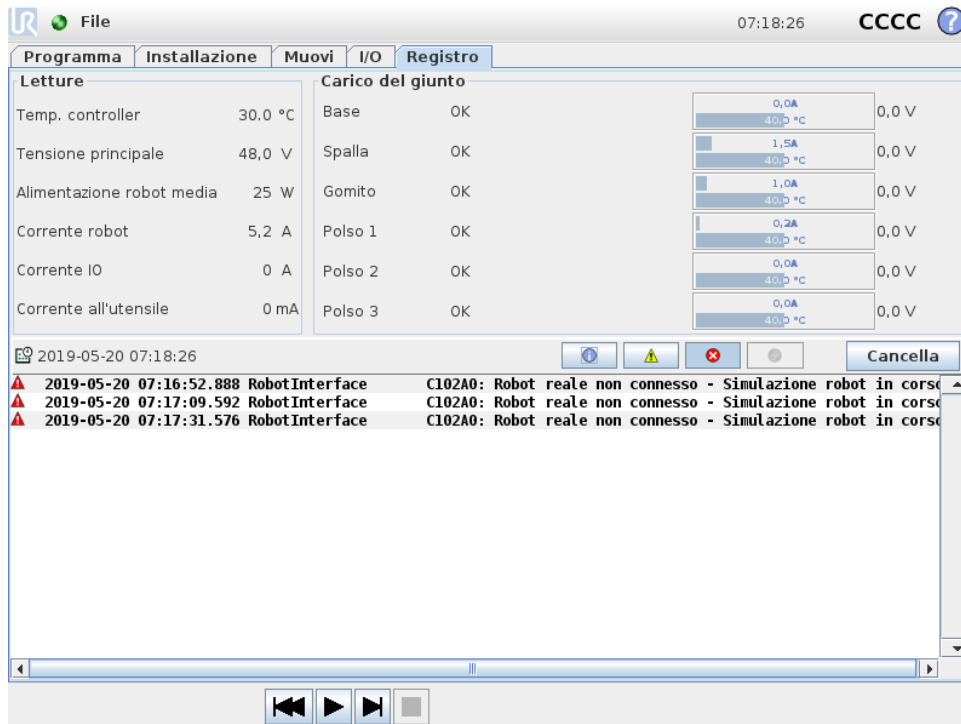 UR File 07:18:26 CCCC ?
Programma Installazione Muovi I/O Registro
Letture
Temp. controller 30.0 °C
Tensione principale 48,0 V
Alimentazione robot media 25 W
Corrente robot 5,2 A
Corrente IO 0 A
Corrente all'utensile 0 mA
Carico del giunto
Base OK 0,0A 40.0 °C 0,0 V
Spalla OK 1,5A 40.0 °C 0,0 V
Gomito OK 1,0A 40.0 °C 0,0 V
Polso 1 OK 0,2A 40.0 °C 0,0 V
Polso 2 OK 0,0A 40.0 °C 0,0 V
Polso 3 OK 0,0A 40.0 °C 0,0 V
2019-05-20 07:18:26 Cancella
2019-05-20 07:16:52.888 RobotInterface C102A0: Robot reale non connesso - Simulazione robot in corso
2019-05-20 07:17:09.592 RobotInterface C102A0: Robot reale non connesso - Simulazione robot in corso
2019-05-20 07:17:31.576 RobotInterface C102A0: Robot reale non connesso - Simulazione robot in corso